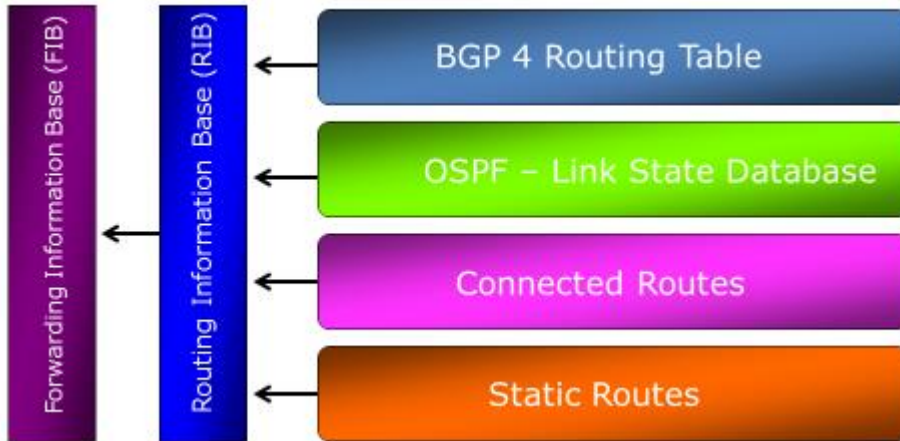 Forwarding Information Base (FIB)
Routing Information Base (RIB)
BGP 4 Routing Table
OSPF – Link State Database
Connected Routes
Static Routes